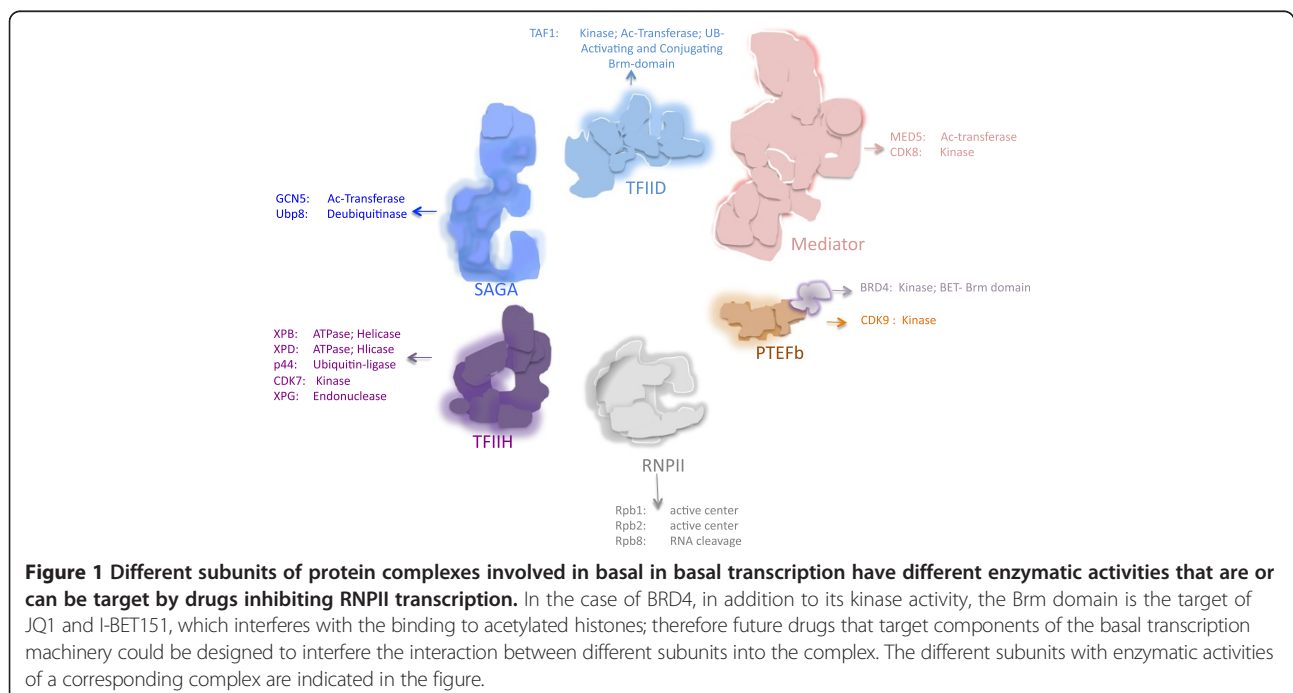 TAF1: Kinase; Ac-Transferase; UB-
Activating and Conjugating
Brm-domain
TFIID
MED5: Ac-transferase
CDK8: Kinase
Mediator
GCN5: Ac-Transferase
Ubp8: Deubiquitinase
SAGA
BRD4: Kinase; BET- Brm domain
CDK9 : Kinase
PTEFb
XPB: ATPase; Helicase
XPD: ATPase; Hlicase
p44: Ubiquitin-ligase
CDK7: Kinase
XPG: Endonuclease
TFIIH
RNPII
Rpb1: active center
Rpb2: active center
Rpb8: RNA cleavage
Figure 1 Different subunits of protein complexes involved in basal in basal transcription have different enzymatic activities that are or
can be target by drugs inhibiting RNPII transcription. In the case of BRD4, in addition to its kinase activity, the Brm domain is the target of
JQ1 and I-BET151, which interferes with the binding to acetylated histones; therefore future drugs that target components of the basal transcription
machinery could be designed to interfere the interaction between different subunits into the complex. The different subunits with enzymatic activities
of a corresponding complex are indicated in the figure.